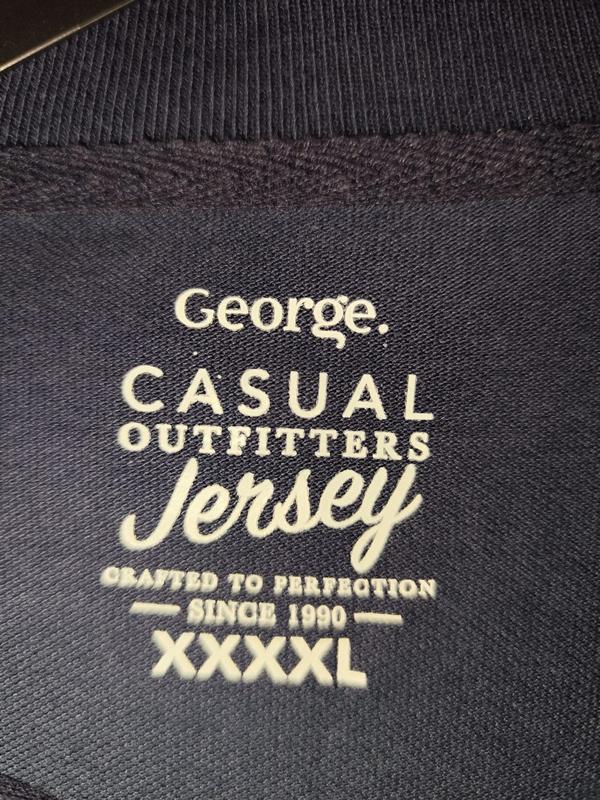 George.
CASUAL
OUTFITTERS
Jersey
CRAFTED TO PERFECTION
SINCE 1990
XXXXL